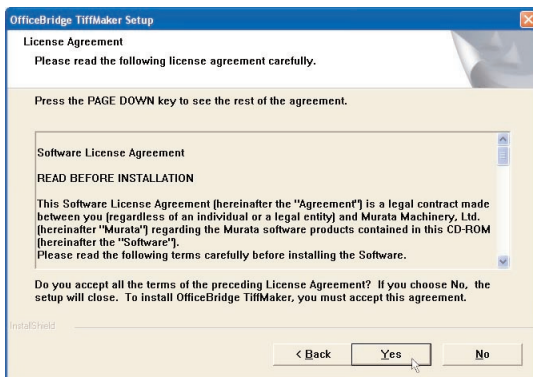 OfficeBridge TiffMaker Setup
License Agreement
Please read the following license agreement carefully.
Press the PAGE DOWN key to see the rest of the agreement.
Software License Agreement
READ BEFORE INSTALLATION
This Software License Agreement (hereinafter the "Agreement") is a legal contract made
between you (regardless of an individual or a legal entity) and Murata Machinery, Ltd.
(hereinafter "Murata") regarding the Murata software products contained in this CD-ROM
(hereinafter the "Software").
Please read the following terms carefully before installing the Software.
Do you accept all the terms of the preceding License Agreement? If you choose No, the
setup will close. To install OfficeBridge TiffMaker, you must accept this agreement.
InstallShield
< Back Yes No